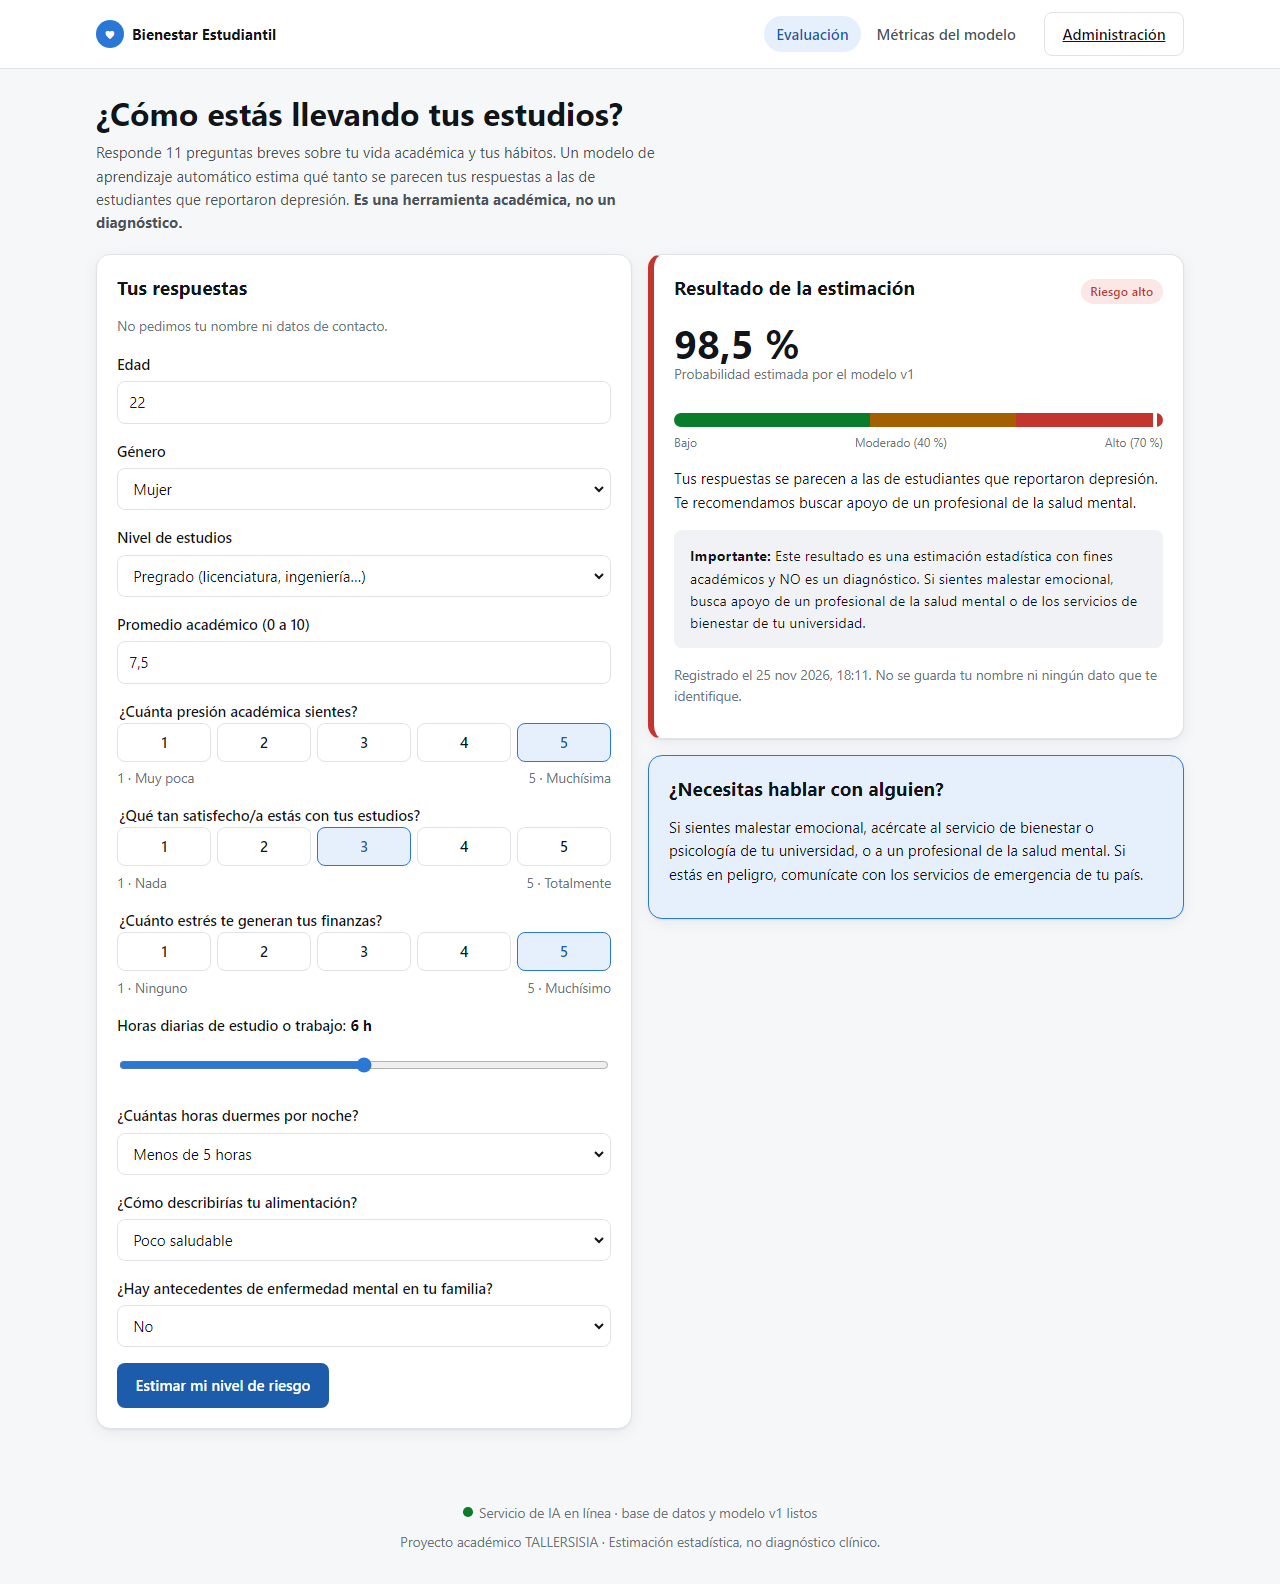 Bienestar Estudiantil
Evaluación
Métricas del modelo
Administración
¿Cómo estás llevando tus estudios?
Responde 11 preguntas breves sobre tu vida académica y tus hábitos. Un modelo de
aprendizaje automático estima qué tanto se parecen tus respuestas a las de
estudiantes que reportaron depresión. Es una herramienta académica, no un
diagnóstico.
Tus respuestas
No pedimos tu nombre ni datos de contacto.
Edad
22
Género
Mujer
Nivel de estudios
Pregrado (licenciatura, ingeniería...)
Promedio académico (0 a 10)
7,5
¿Cuánta presión académica sientes?
1 2 3 4 5
1 · Muy poca 5 · Muchísima
¿Qué tan satisfecho/a estás con tus estudios?
1 2 3 4 5
1 · Nada 5 · Totalmente
¿Cuánto estrés te generan tus finanzas?
1 2 3 4 5
1 · Ninguno 5 · Muchísimo
Horas diarias de estudio o trabajo: 6 h
¿Cuántas horas duermes por noche?
Menos de 5 horas
¿Cómo describirías tu alimentación?
Poco saludable
¿Hay antecedentes de enfermedad mental en tu familia?
No
Estimar mi nivel de riesgo
Resultado de la estimación
Riesgo alto
98,5 %
Probabilidad estimada por el modelo v1
Bajo Moderado (40 %) Alto (70 %)
Tus respuestas se parecen a las de estudiantes que reportaron depresión.
Te recomendamos buscar apoyo de un profesional de la salud mental.
Importante: Este resultado es una estimación estadística con fines
académicos y NO es un diagnóstico. Si sientes malestar emocional,
busca apoyo de un profesional de la salud mental o de los servicios de
bienestar de tu universidad.
Registrado el 25 nov 2026, 18:11. No se guarda tu nombre ni ningún dato que te
identifique.
¿Necesitas hablar con alguien?
Si sientes malestar emocional, acércate al servicio de bienestar o
psicología de tu universidad, o a un profesional de la salud mental. Si
estás en peligro, comunícate con los servicios de emergencia de tu país.
Servicio de IA en línea · base de datos y modelo v1 listos
Proyecto académico TALLERSISIA · Estimación estadística, no diagnóstico clínico.